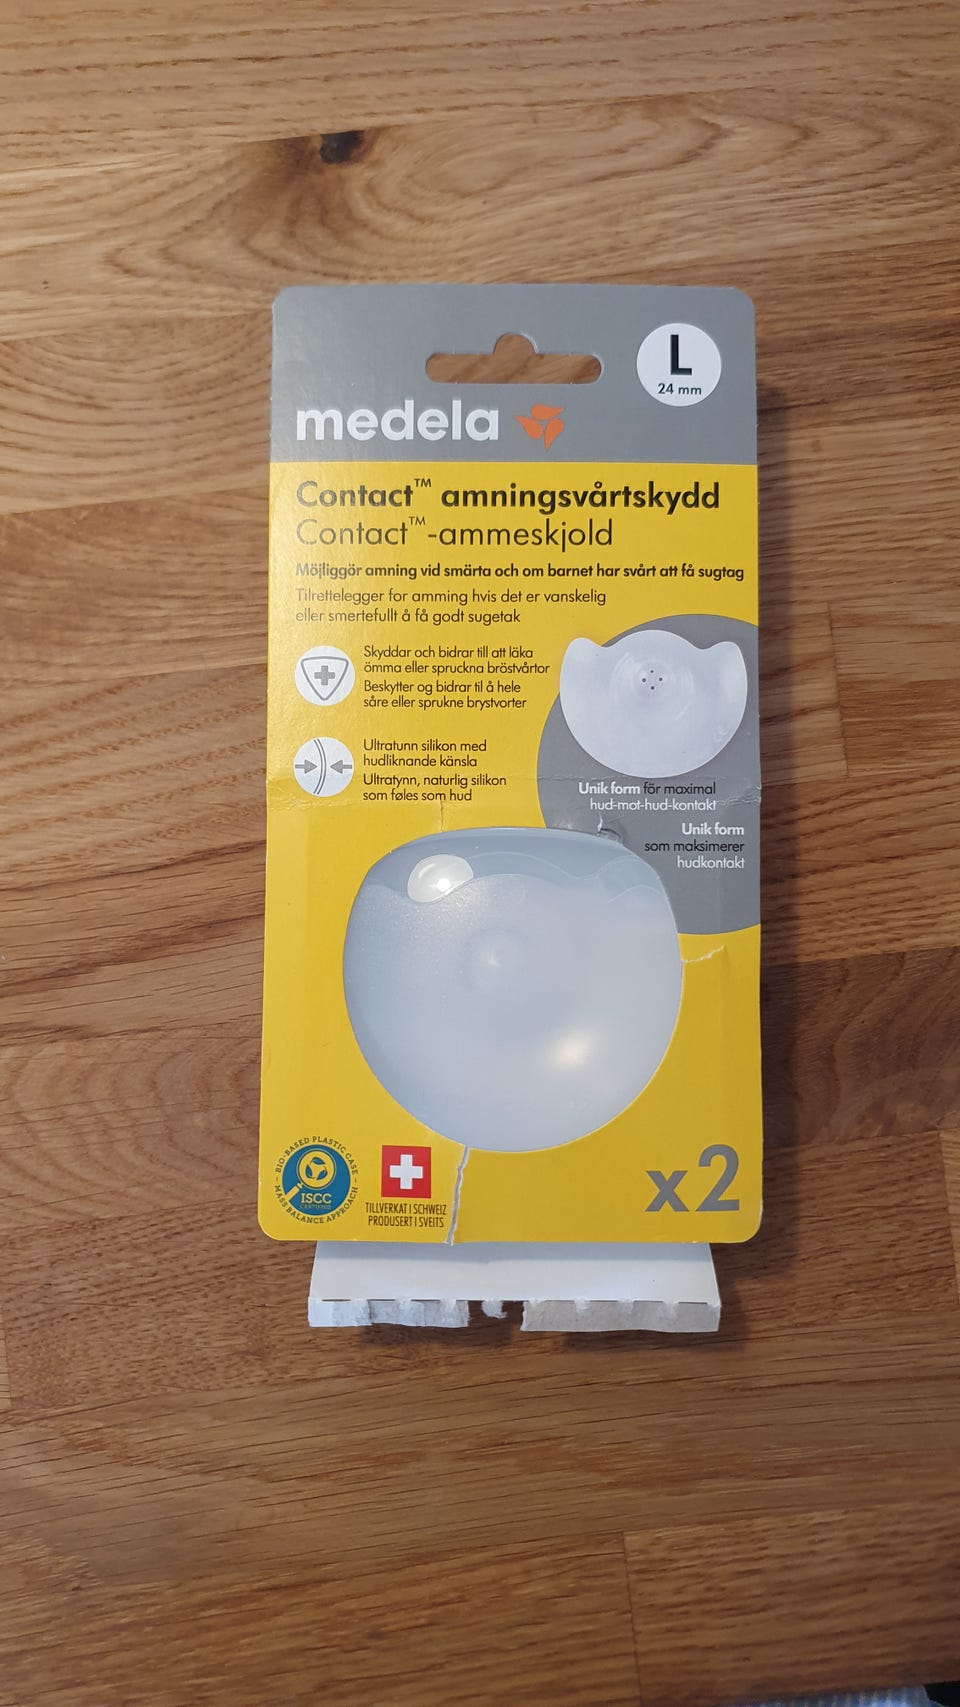 L
24 mm
medela
Contact™ amningsvårtskydd
Contact™-ammeskjold
Möjliggör amning vid smärta och om barnet har svårt att få sugtag
Tilrettelegger for amming hvis det er vanskelig
eller smertefullt å få godt sugetak
Skyddar och bidrar till att läka
ömma eller spruckna bröstvårtor
Beskytter og bidrar til å hele
såre eller sprukne brystvorter
Ultratunn silikon med
hudliknande känsla
Ultratynn, naturlig silikon
som føles som hud
Unik form för maximal
hud-mot-hud-kontakt
Unik form
som maksimerer
hudkontakt
BIO-BASED PLASTIC CASE
MASS BALANCE APPROACH
ISCC
CERTIFIED
TILLVERKAT I SCHWEIZ
PRODUSERT I SVEITS
x2